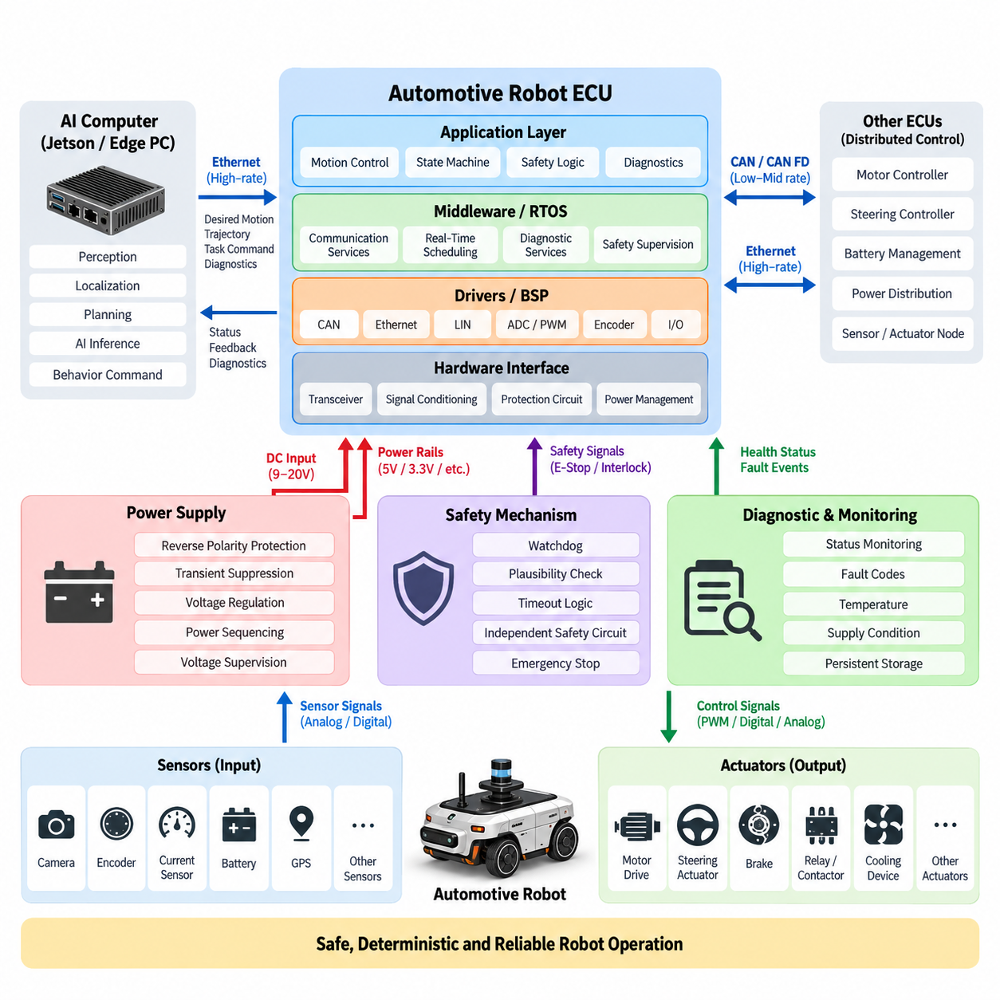 Automotive Robot ECU
AI Computer
(Jetson / Edge PC)
Perception
Localization
Planning
AI Inference
Behavior Command
Ethernet
(High-rate)
Desired Motion
Trajectory
Task Command
Diagnostics
Status
Feedback
Diagnostics
Application Layer
Motion Control
State Machine
Safety Logic
Diagnostics
Middleware / RTOS
Communication
Services
Real-Time
Scheduling
Diagnostic
Services
Safety Supervision
Drivers / BSP
CAN
Ethernet
LIN
ADC / PWM
Encoder
I/O
Hardware Interface
Transceiver
Signal Conditioning
Protection Circuit
Power Management
CAN / CAN FD
(Low-Mid rate)
Ethernet
(High-rate)
Other ECUs
(Distributed Control)
Motor Controller
Steering Controller
Battery Management
Power Distribution
Sensor / Actuator Node
DC Input
(9-20V)
Power Rails
(5V / 3.3V / etc.)
Safety Signals
(E-Stop / Interlock)
Health Status
Fault Events
Power Supply
Reverse Polarity Protection
Transient Suppression
Voltage Regulation
Power Sequencing
Voltage Supervision
Safety Mechanism
Watchdog
Plausibility Check
Timeout Logic
Independent Safety Circuit
Emergency Stop
Diagnostic & Monitoring
Status Monitoring
Fault Codes
Temperature
Supply Condition
Persistent Storage
Sensor Signals
(Analog / Digital)
Control Signals
(PWM / Digital / Analog)
Sensors (Input)
Camera
Encoder
Current
Sensor
Battery
GPS
Other
Sensors
Automotive Robot
Actuators (Output)
Motor
Drive
Steering
Actuator
Brake
Relay /
Contactor
Cooling
Device
Other
Actuators
Safe, Deterministic and Reliable Robot Operation